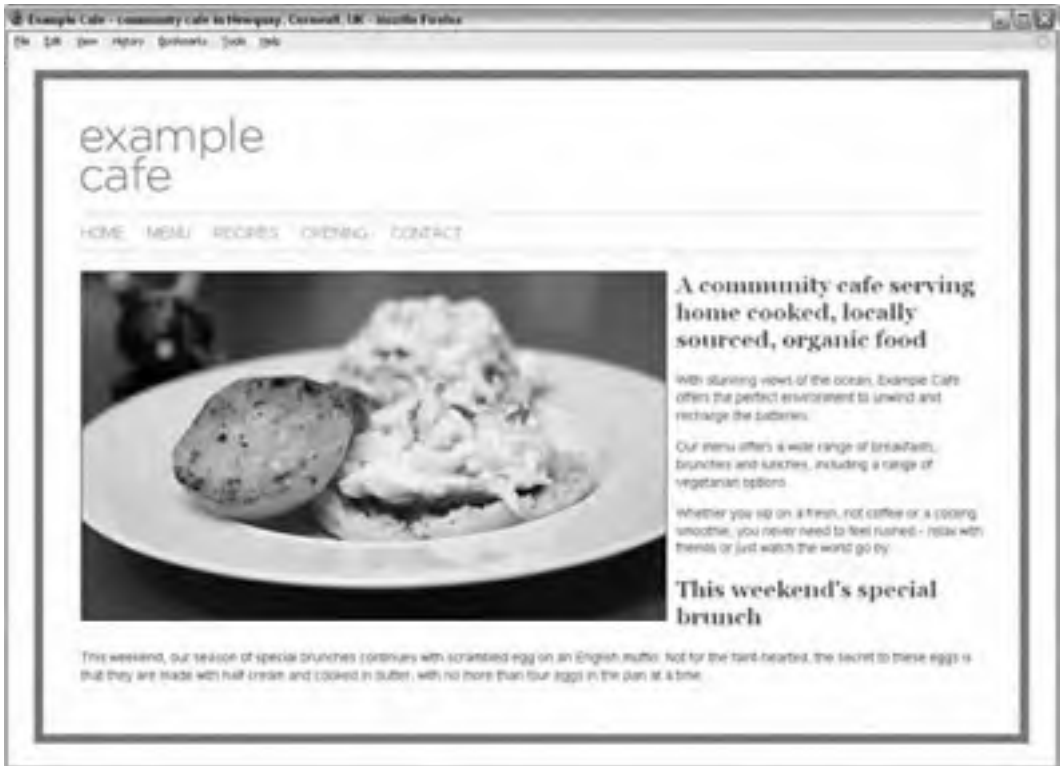 Example Cafe - community cafe in Newquay, Cornwall, UK - Mozilla Firefox
File Edit View History Bookmarks Tools Help
example
cafe
HOME MENU RECIPES OPENING CONTACT
A community cafe serving
home cooked, locally
sourced, organic food
With stunning views of the ocean, Example Cafe
offers the perfect environment to unwind and
recharge the batteries.
Our menu offers a wide range of breakfasts,
brunches and lunches, including a range of
vegetarian options.
Whether you sip on a fresh, hot coffee or a cooling
smoothie, you never need to feel rushed - relax with
friends or just watch the world go by.
This weekend's special
brunch
This weekend, our season of special brunches continues with scrambled egg on an English muffin. Not for the faint-hearted, the secret to these eggs is
that they are made with half cream and cooked in butter, with no more than four eggs in the pan at a time.